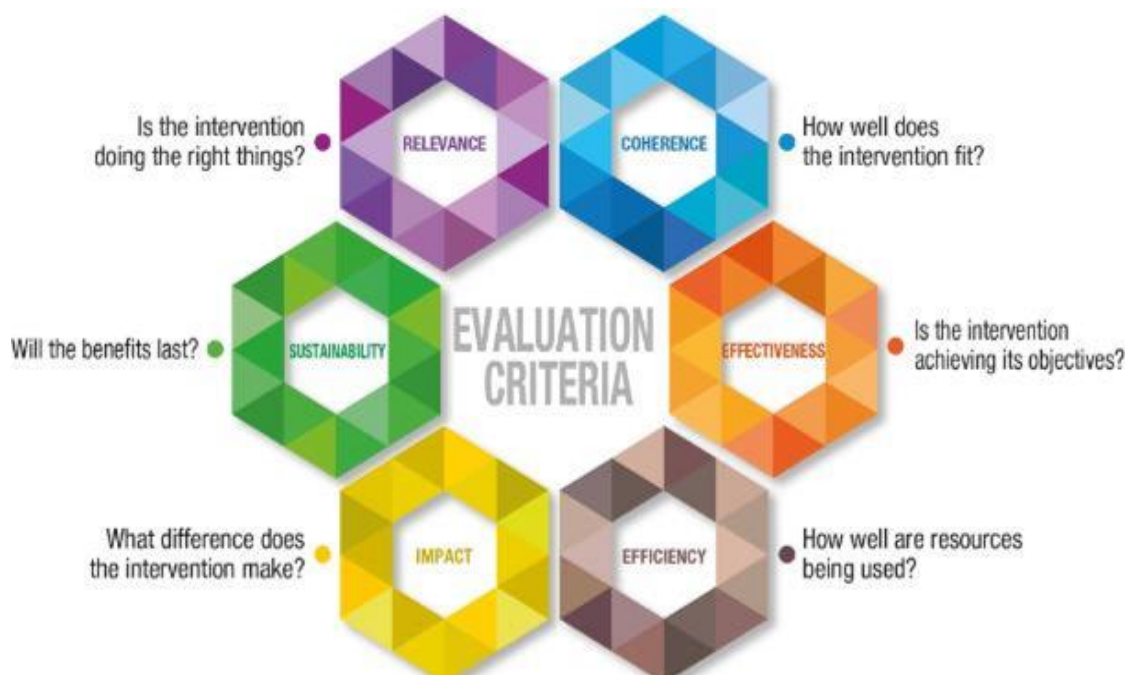 Is the intervention
doing the right things?
RELEVANCE
COHERENCE
How well does
the intervention fit?
Will the benefits last?
SUSTAINABILITY
EVALUATION
CRITERIA
EFFECTIVENESS
Is the intervention
achieving its objectives?
What difference does
the intervention make?
IMPACT
EFFICIENCY
How well are resources
being used?